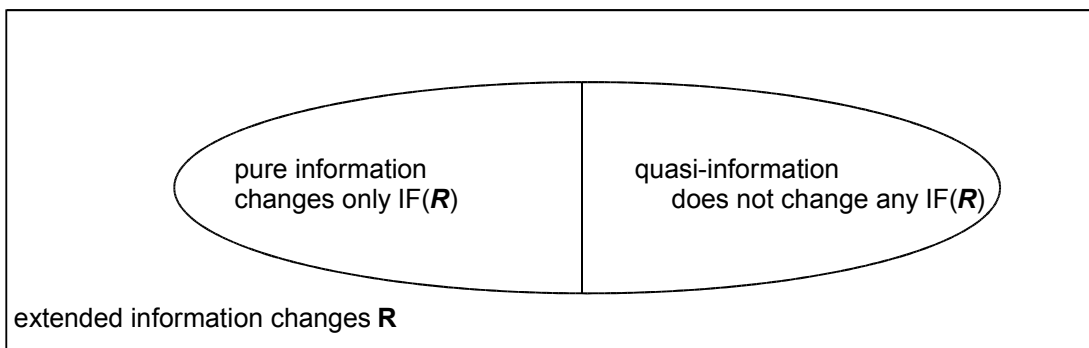 pure information
changes only IF(R)
quasi-information
does not change any IF(R)
extended information changes R